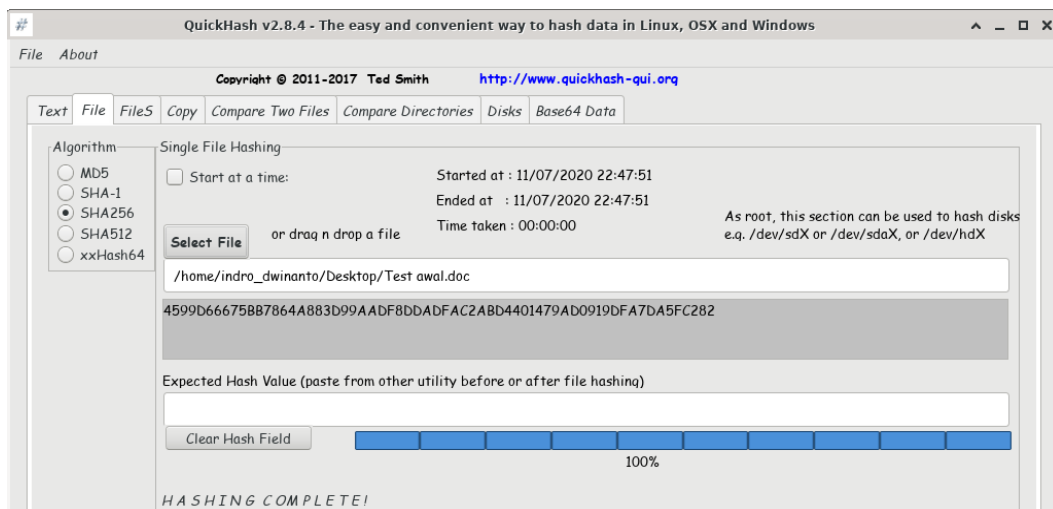 QuickHash v2.8.4 - The easy and convenient way to hash data in Linux, OSX and Windows
File About
Copyright © 2011-2017 Ted Smith http://www.quickhash-gui.org
Text File FileS Copy Compare Two Files Compare Directories Disks Base64 Data
Algorithm
MD5
SHA-1
SHA256
SHA512
xxHash64
Single File Hashing
Start at a time:
Started at : 11/07/2020 22:47:51
Ended at : 11/07/2020 22:47:51
Time taken : 00:00:00
Select File or drag n drop a file
As root, this section can be used to hash disks
e.g. /dev/sdX or /dev/sdaX, or /dev/hdX
/home/indro_dwinanto/Desktop/Test awal.doc
4599D66675BB7864A883D99AADF8DDADFAC2ABD4401479AD0919DFA7DA5FC282
Expected Hash Value (paste from other utility before or after file hashing)
Clear Hash Field
100%
HASHING COMPLETE!